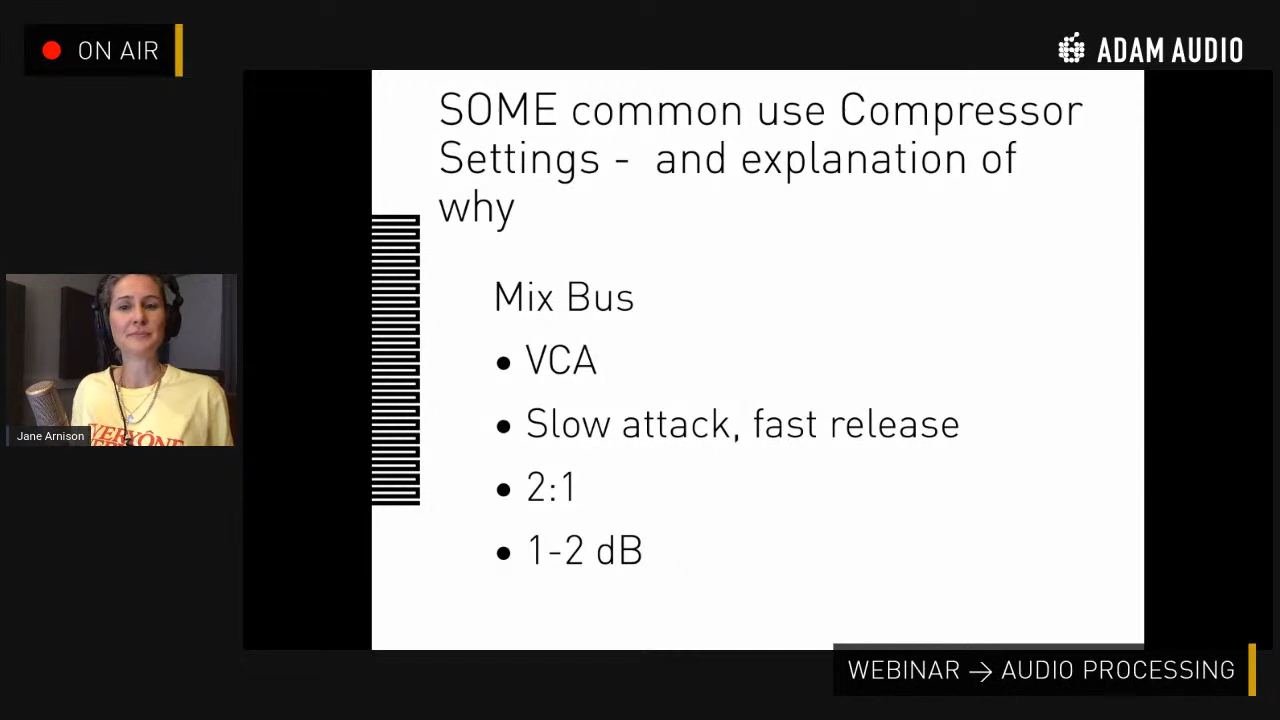 ON AIR
ADAM AUDIO
SOME common use Compressor
Settings - and explanation of
why
Mix Bus
• VCA
• Slow attack, fast release
• 2:1
• 1-2 dB
Jane Arnison
WEBINAR → AUDIO PROCESSING